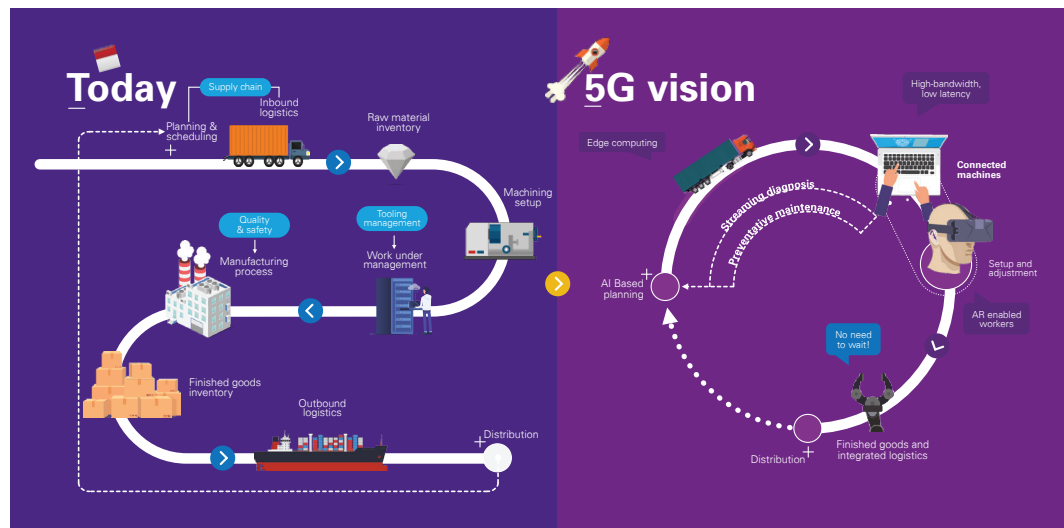 Today
Supply chain
Inbound
logistics
Planning &
scheduling
Raw material
inventory
Machining
setup
Quality
& safety
Manufacturing
process
Tooling
management
Work under
management
Finished goods
inventory
Outbound
logistics
Distribution
5G vision
High-bandwidth,
low latency
Edge computing
Connected
machines
Streaming diagnosis
Preventative maintenance
Setup and
adjustment
AI Based
planning
AR enabled
workers
No need
to wait!
Finished goods and
integrated logistics
Distribution